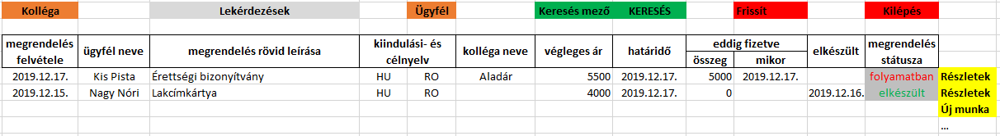 Kolléga Lekérdezések Ügyfél Keresés mező KERESÉS Frissít Kilépés
megrendelés felvétele ügyfél neve megrendelés rövid leírása kiindulási- és célnyelv kolléga neve végleges ár határidő eddig fizetve összeg mikor elkészült megrendelés státusza
2019.12.17. Kis Pista Érettségi bizonyítvány HU RO Aladár 5500 2019.12.17. 5000 2019.12.17. folyamatban Részletek
2019.12.15. Nagy Nóri Lakcímkártya HU RO 4000 2019.12.17. 0 2019.12.16. elkészült Részletek
Új munka
...